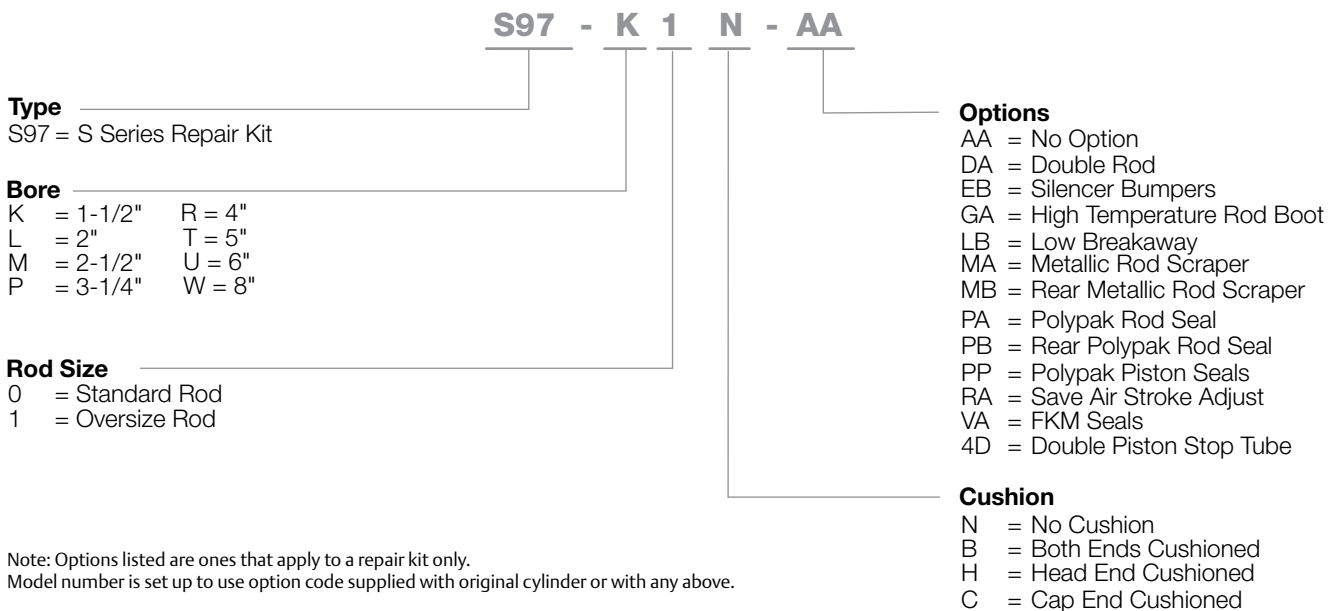 S97 - K 1 N - AA
Type
S97 = S Series Repair Kit
Bore
K = 1-1/2" R = 4"
L = 2" T = 5"
M = 2-1/2" U = 6"
P = 3-1/4" W = 8"
Rod Size
0 = Standard Rod
1 = Oversize Rod
Options
AA = No Option
DA = Double Rod
EB = Silencer Bumpers
GA = High Temperature Rod Boot
LB = Low Breakaway
MA = Metallic Rod Scraper
MB = Rear Metallic Rod Scraper
PA = Polypak Rod Seal
PB = Rear Polypak Rod Seal
PP = Polypak Piston Seals
RA = Save Air Stroke Adjust
VA = FKM Seals
4D = Double Piston Stop Tube
Cushion
N = No Cushion
B = Both Ends Cushioned
H = Head End Cushioned
C = Cap End Cushioned
Note: Options listed are ones that apply to a repair kit only.
Model number is set up to use option code supplied with original cylinder or with any above.